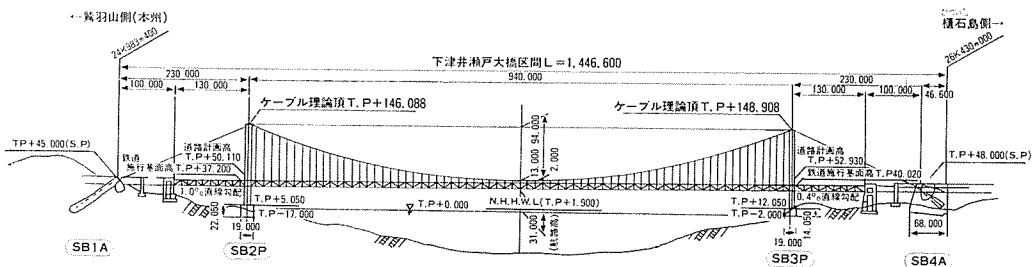 ←鷲羽山側(本州)
櫃石島側→
24K983=400
26K430=000
下津井瀬戸大橋区間L=1,446.600
230.000
940.000
230.000
100.000
130.000
130.000
100.000
46.600
ケーブル理論頂T.P+146.088
ケーブル理論頂T.P+148.908
94.000
13.000
2.000
TP+45.000(S.P)
鉄道
施行基面高T.P+37.200
道路計画高
T.P+50.110
道路計画高
T.P+52.930
鉄道施行基面高T.P40.020
T.P+48.000(S.P)
1.0%直線勾配
0.4%直線勾配
T.P+5.050
T.P-17.000
22.050
19.000
T.P+0.000
N.H.H.W.L(T.P+1.900)
31.000
(航路高)
T.P+12.050
T.P-2.000
14.050
19.000
68.000
SB1A
SB2P
SB3P
SB4A